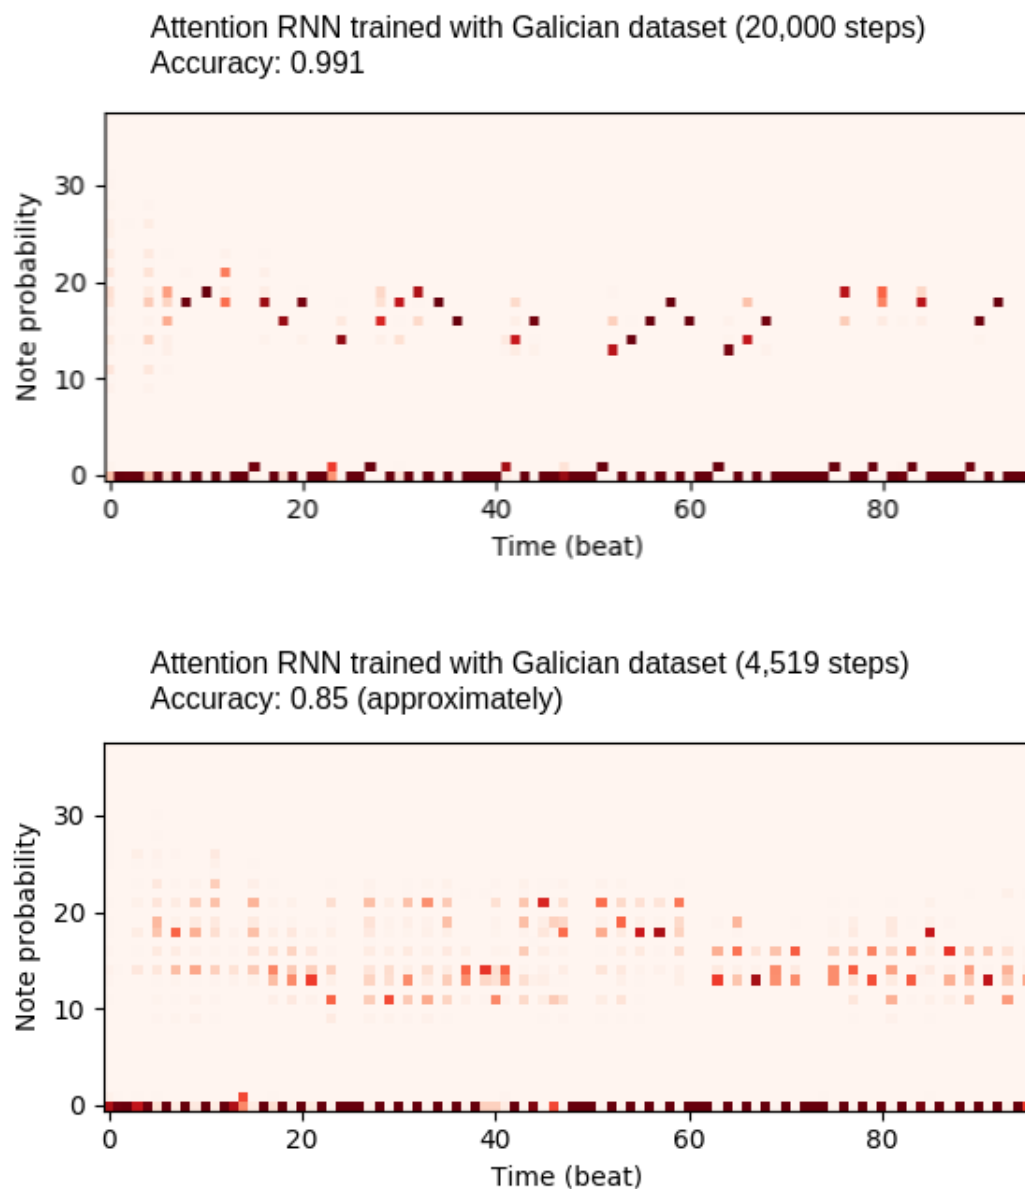 Attention RNN trained with Galician dataset (20,000 steps)
Accuracy: 0.991
Note probability
30
20
10
0
0 20 40 60 80
Time (beat)
Attention RNN trained with Galician dataset (4,519 steps)
Accuracy: 0.85 (approximately)
Note probability
30
20
10
0
0 20 40 60 80
Time (beat)